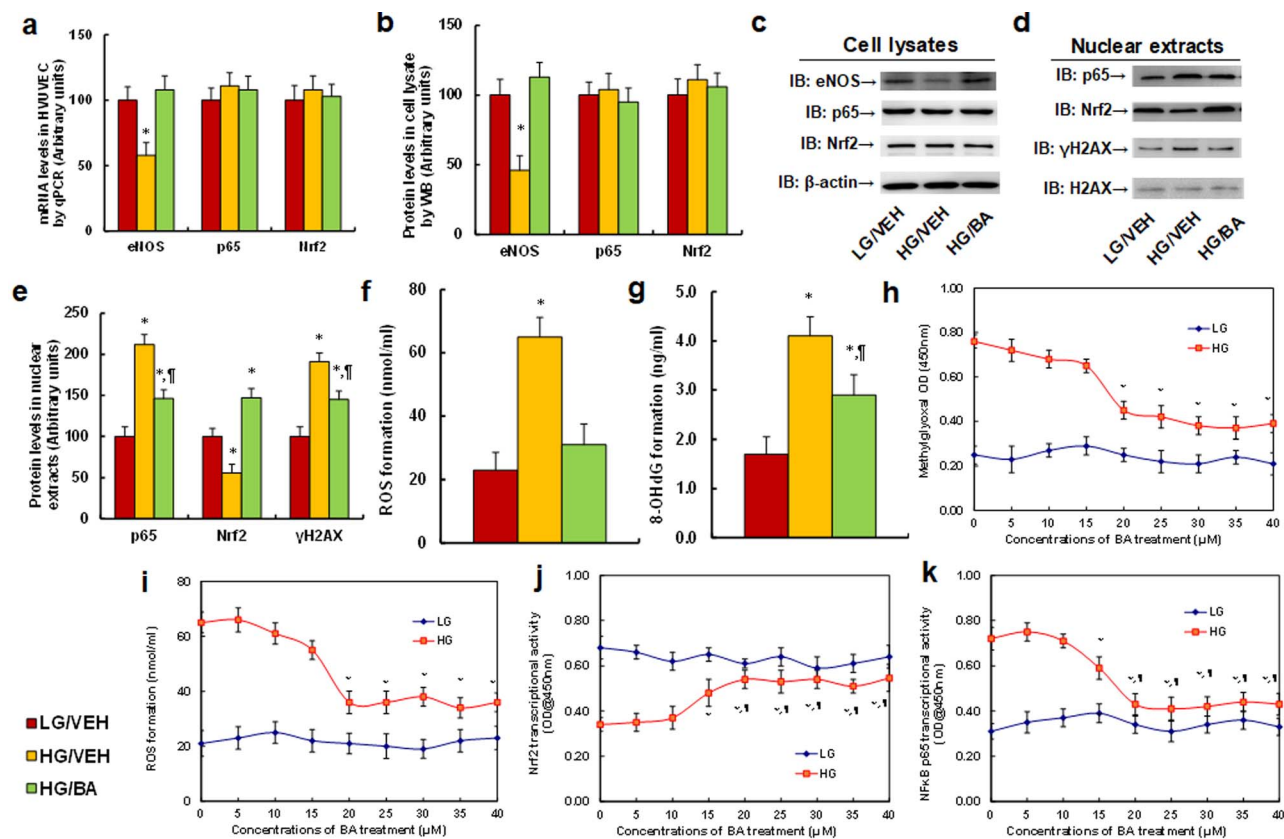 a
mRNA levels in HVUVEC
by qPCR (Arbitrary units)
150
100
50
0
*
eNOS
p65
Nrf2
b
Protein levels in cell lysate
by WB (Arbitrary units)
150
100
50
0
*
eNOS
p65
Nrf2
c
Cell lysates
IB: eNOS→
IB: p65→
IB: Nrf2→
IB: β-actin→
LG/VEH
HG/VEH
HG/BA
d
Nuclear extracts
IB: p65→
IB: Nrf2→
IB: γH2AX→
IB: H2AX→
LG/VEH
HG/VEH
HG/BA
e
Protein levels in nuclear
extracts (Arbitrary units)
250
200
150
100
50
0
*
*,¶
*
*
*
*,¶
p65
Nrf2
γH2AX
f
ROS formation (nmol/ml)
80
60
40
20
0
*
g
8-OHdG formation (ng/ml)
5.0
4.0
3.0
2.0
1.0
0.0
*
*,¶
h
Methylglyoxal OD (450nm)
1.00
0.80
0.60
0.40
0.20
0.00
LG
HG
0 5 10 15 20 25 30 35 40
Concentrations of BA treatment (µM)
LG/VEH
HG/VEH
HG/BA
i
ROS formation (nmol/ml)
80
60
40
20
0
LG
HG
0 5 10 15 20 25 30 35 40
Concentrations of BA treatment (µM)
j
Nrf2 transcriptional activity
(OD@450nm)
1.00
0.80
0.60
0.40
0.20
0.00
LG
HG
0 5 10 15 20 25 30 35 40
Concentrations of BA treatment (µM)
k
NFκB p65 transcriptional activity
(OD@450nm)
1.00
0.80
0.60
0.40
0.20
0.00
LG
HG
0 5 10 15 20 25 30 35 40
Concentrations of BA treatment (µM)